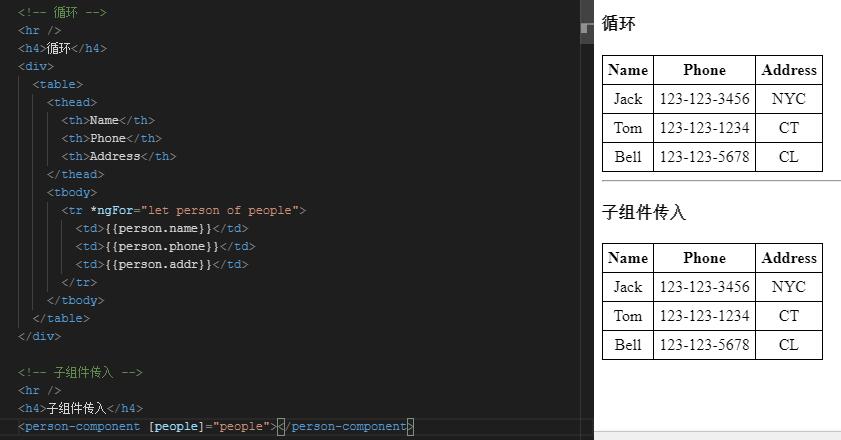 <!-- 循环 -->
<hr />
<h4>循环</h4>
<div>
<table>
<thead>
<th>Name</th>
<th>Phone</th>
<th>Address</th>
</thead>
<tbody>
<tr *ngFor="let person of people">
<td>{{person.name}}</td>
<td>{{person.phone}}</td>
<td>{{person.addr}}</td>
</tr>
</tbody>
</table>
</div>
<!-- 子组件传入 -->
<hr />
<h4>子组件传入</h4>
<person-component [people]="people"></person-component>
循环
Name Phone Address
Jack 123-123-3456 NYC
Tom 123-123-1234 CT
Bell 123-123-5678 CL
子组件传入
Name Phone Address
Jack 123-123-3456 NYC
Tom 123-123-1234 CT
Bell 123-123-5678 CL